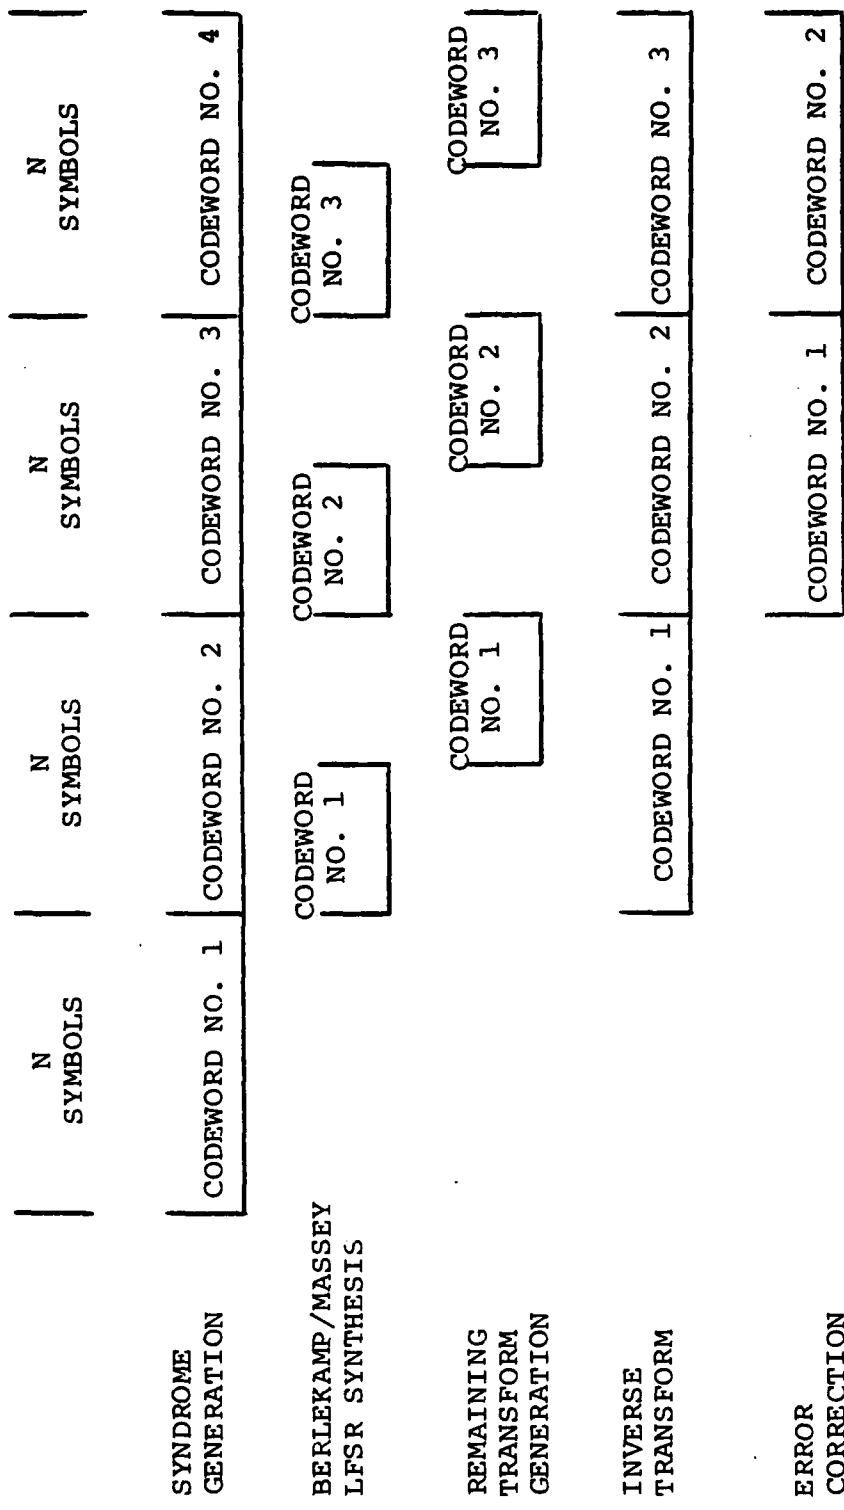 N
SYMBOLS
N
SYMBOLS
N
SYMBOLS
N
SYMBOLS
SYNDROME
GENERATION
CODEWORD NO. 1
CODEWORD NO. 2
CODEWORD NO. 3
CODEWORD NO. 4
BERLEKAMP/MASSEY
LFSR SYNTHESIS
CODEWORD
NO. 1
CODEWORD
NO. 2
CODEWORD
NO. 3
REMAINING
TRANSFORM
GENERATION
CODEWORD
NO. 1
CODEWORD
NO. 2
CODEWORD
NO. 3
INVERSE
TRANSFORM
CODEWORD NO. 1
CODEWORD NO. 2
CODEWORD NO. 3
ERROR
CORRECTION
CODEWORD NO. 1
CODEWORD NO. 2